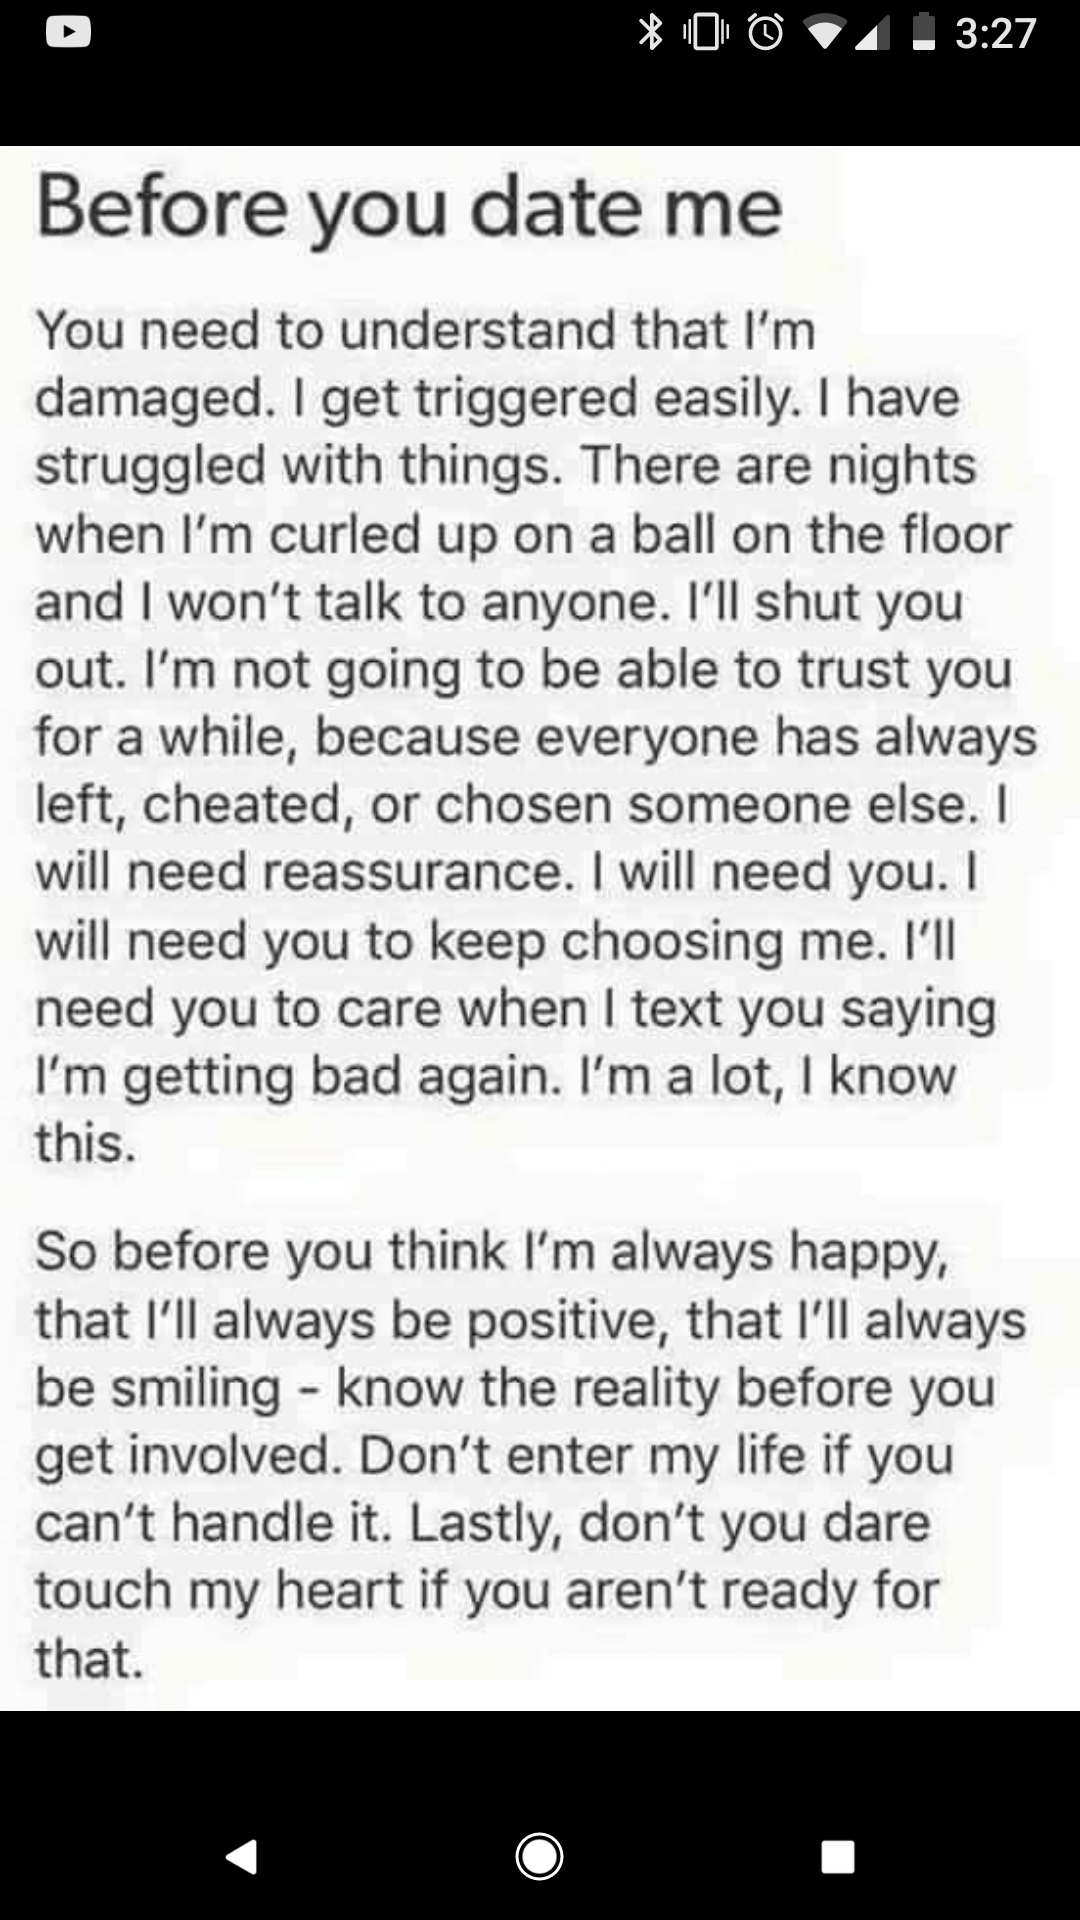 3:27
Before you date me
You need to understand that I’m
damaged. I get triggered easily. I have
struggled with things. There are nights
when I’m curled up on a ball on the floor
and I won’t talk to anyone. I’ll shut you
out. I’m not going to be able to trust you
for a while, because everyone has always
left, cheated, or chosen someone else. I
will need reassurance. I will need you. I
will need you to keep choosing me. I’ll
need you to care when I text you saying
I’m getting bad again. I’m a lot, I know
this.
So before you think I’m always happy,
that I’ll always be positive, that I’ll always
be smiling - know the reality before you
get involved. Don’t enter my life if you
can’t handle it. Lastly, don’t you dare
touch my heart if you aren’t ready for
that.